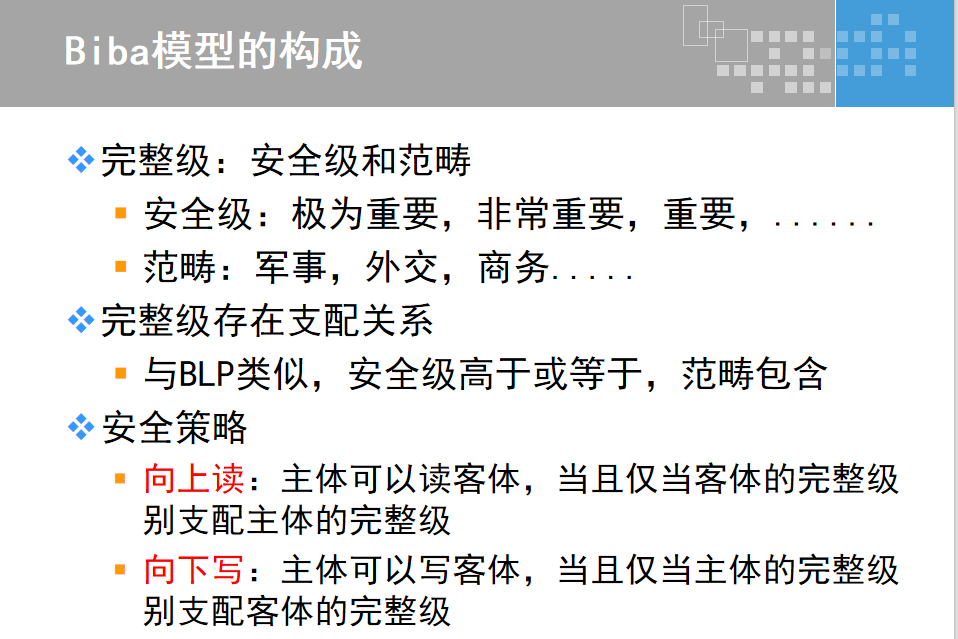 Biba模型的构成
完整级：安全级和范畴
安全级：极为重要，非常重要，重要，......
范畴：军事，外交，商务.....
完整级存在支配关系
与BLP类似，安全级高于或等于，范畴包含
安全策略
向上读：主体可以读客体，当且仅当客体的完整级
别支配主体的完整级
向下写：主体可以写客体，当且仅当主体的完整级
别支配客体的完整级